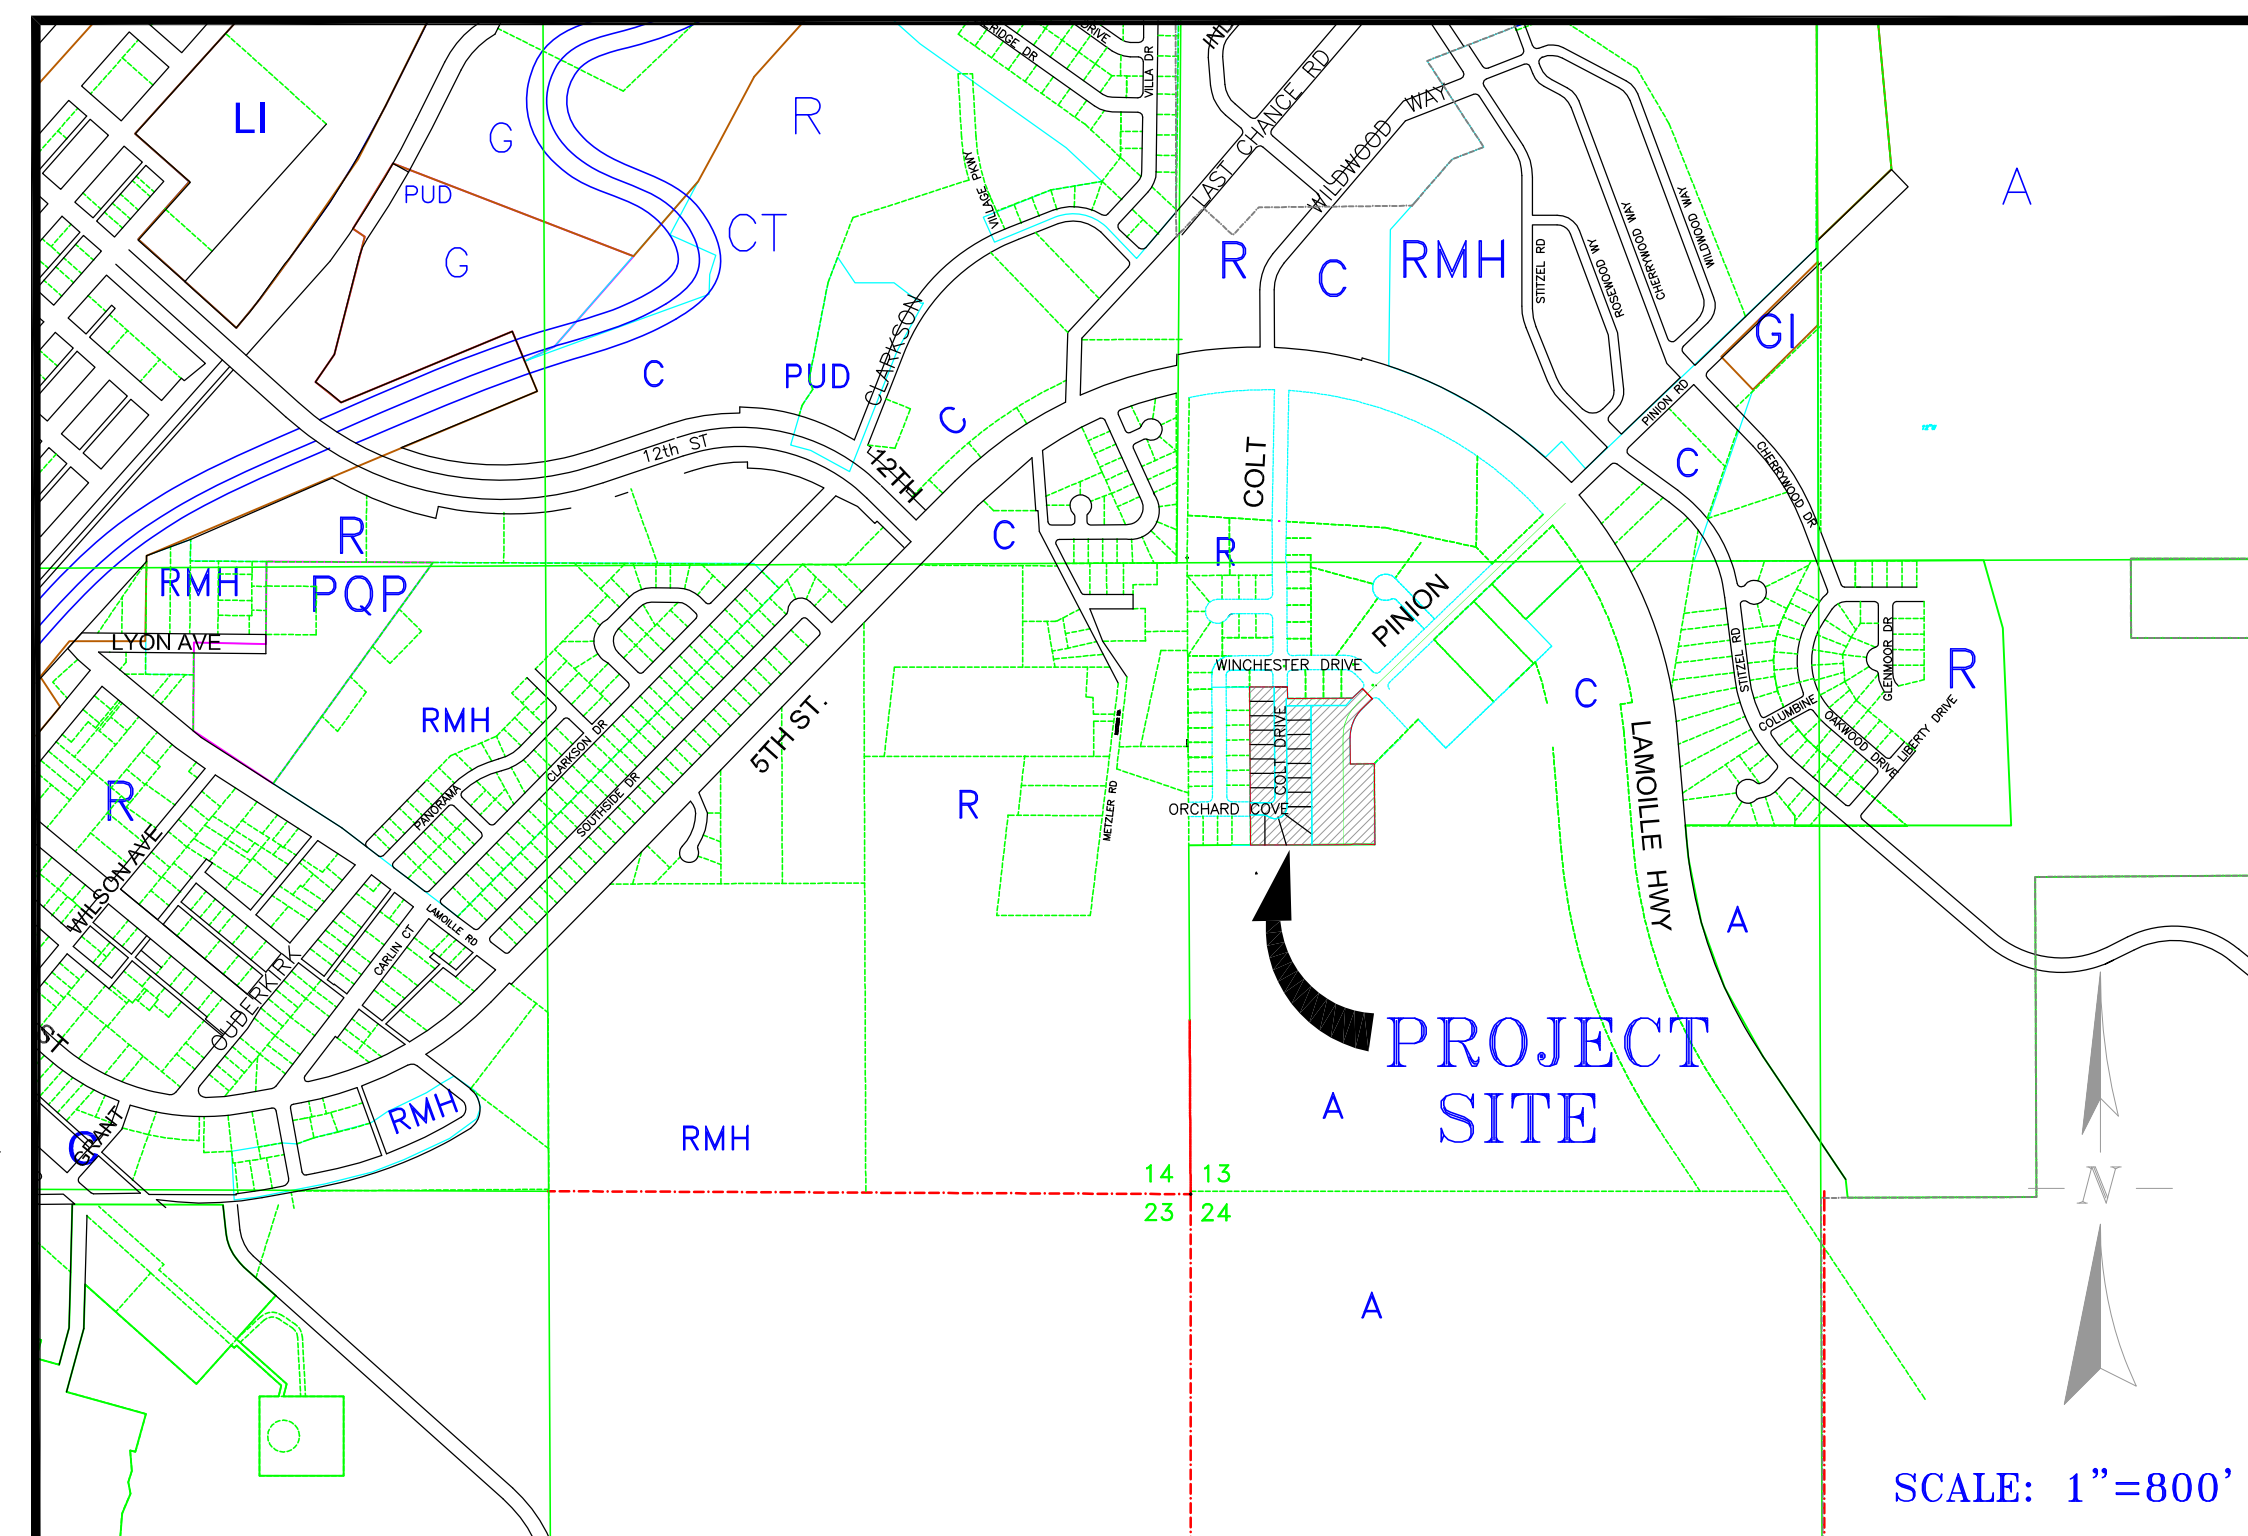 RIDGE DR
DRIVE
VILLA DR
LAST CHANCE RD
WILDWOOD WAY
LI
G
R
PUD
CT
G
VILLAGE PKWY
A
R
C
RMH
STITZEL RD
ROSEWOOD WY
CHERRYWOOD WAY
WILDWOOD WAY
GI
C
PUD
CLARKSON
C
PINION RD
12th ST
12TH
COLT
C
CHERRYWOOD DR
R
C
R
RMH
PQP
PINION
LYON AVE
WINCHESTER DRIVE
STITZEL RD
GLENMOOR DR
R
RMH
CLARKSON DR
5TH ST.
COLT DRIVE
C
LAMOILLE HWY
COLUMBINE
OAKWOOD DRIVE
LIBERTY DRIVE
R
PANORAMA
SOUTHSIDE DR
R
METZLER RD
ORCHARD COVE
WILSON AVE
LAMOILLE RD
CARLIN CT
A
OUDERKIRK
ST
PROJECT
SITE
RMH
A
C
GRANT
RMH
14 13
23 24
N
A
SCALE: 1"=800'